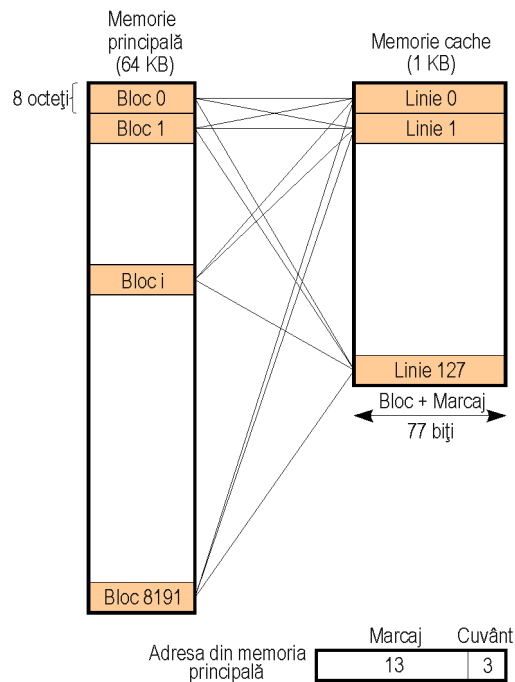 Memorie
principală
(64 KB)
Memorie cache
(1 KB)
8 octeţi
Bloc 0
Linie 0
Bloc 1
Linie 1
Bloc i
Linie 127
Bloc + Marcaj
77 biţi
Bloc 8191
Marcaj
Cuvânt
Adresa din memoria
principală
13
3